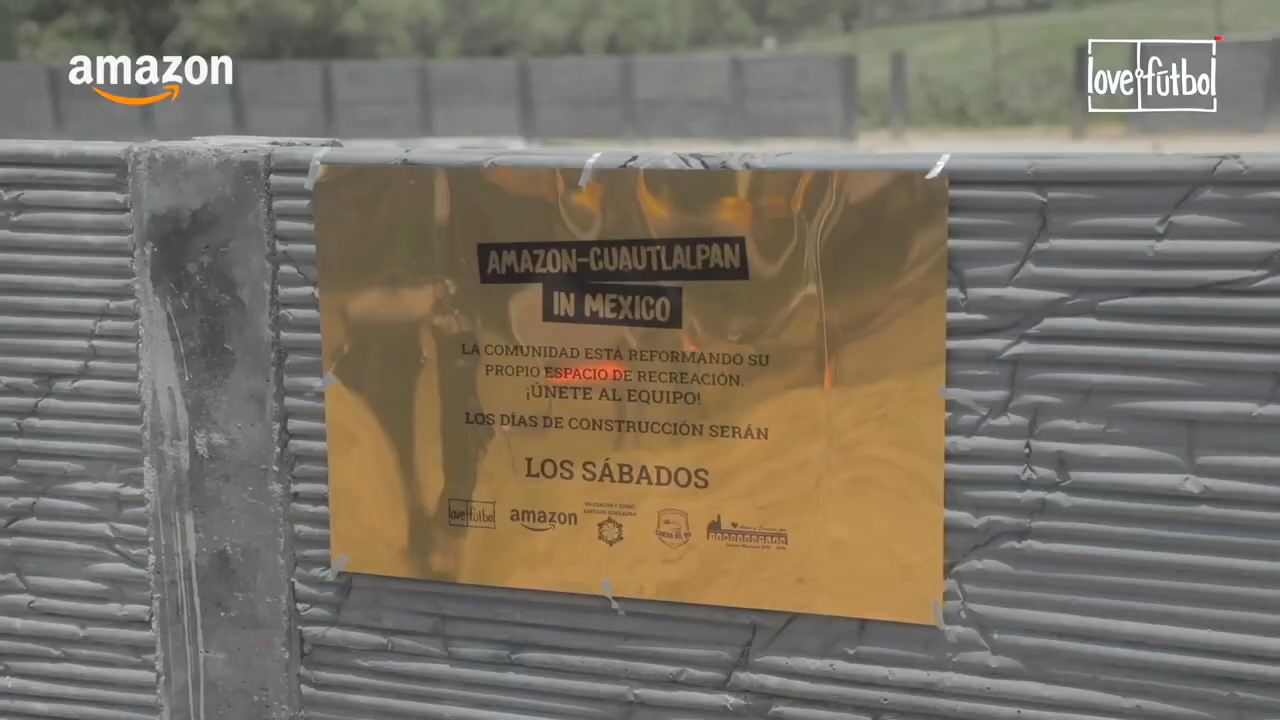 amazon
love fútbol
AMAZON-CUAUTLALPAN
IN MEXICO
LA COMUNIDAD ESTÁ REFORMANDO SU
PROPIO ESPACIO DE RECREACIÓN.
¡ÚNETE AL EQUIPO!
LOS DÍAS DE CONSTRUCCIÓN SERÁN
LOS SÁBADOS
love fútbol
amazon